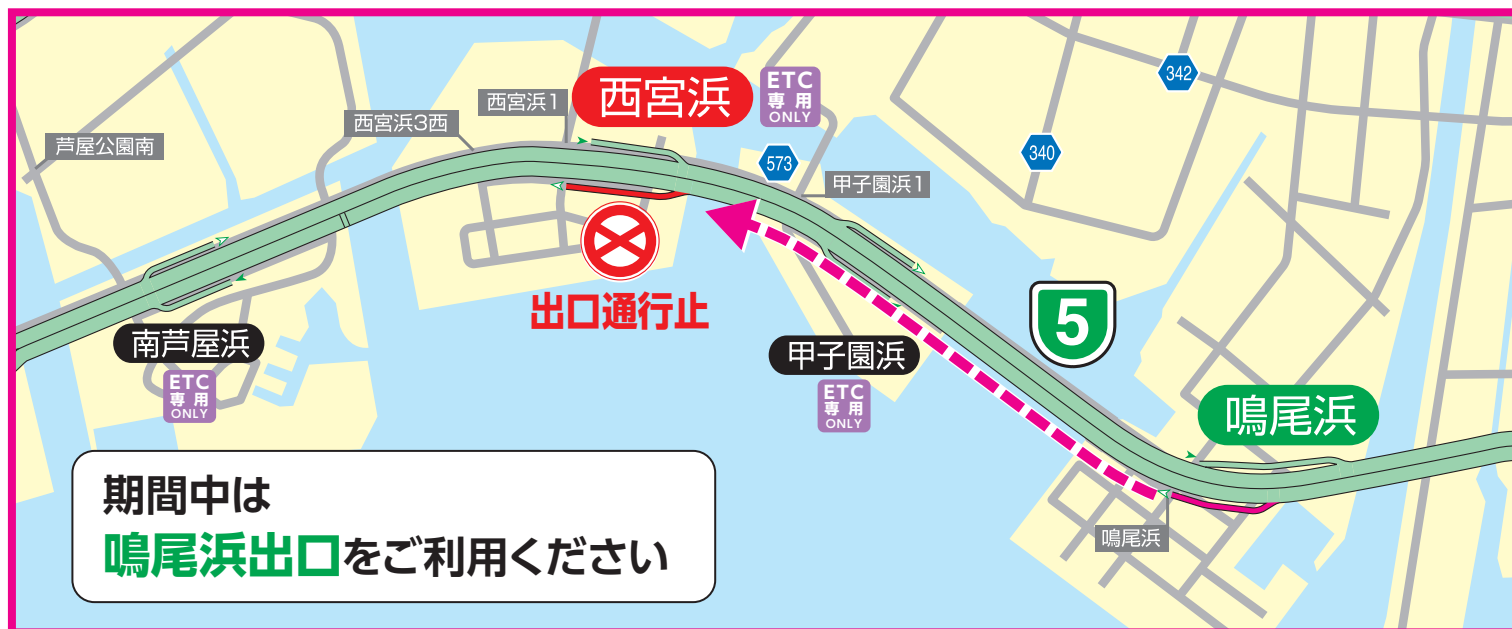 芦屋公園南
西宮浜3西
西宮浜1
西宮浜
ETC
専用
ONLY
573
甲子園浜1
340
342
出口通行止
南芦屋浜
ETC
専用
ONLY
甲子園浜
ETC
専用
ONLY
5
鳴尾浜
鳴尾浜
期間中は
鳴尾浜出口をご利用ください